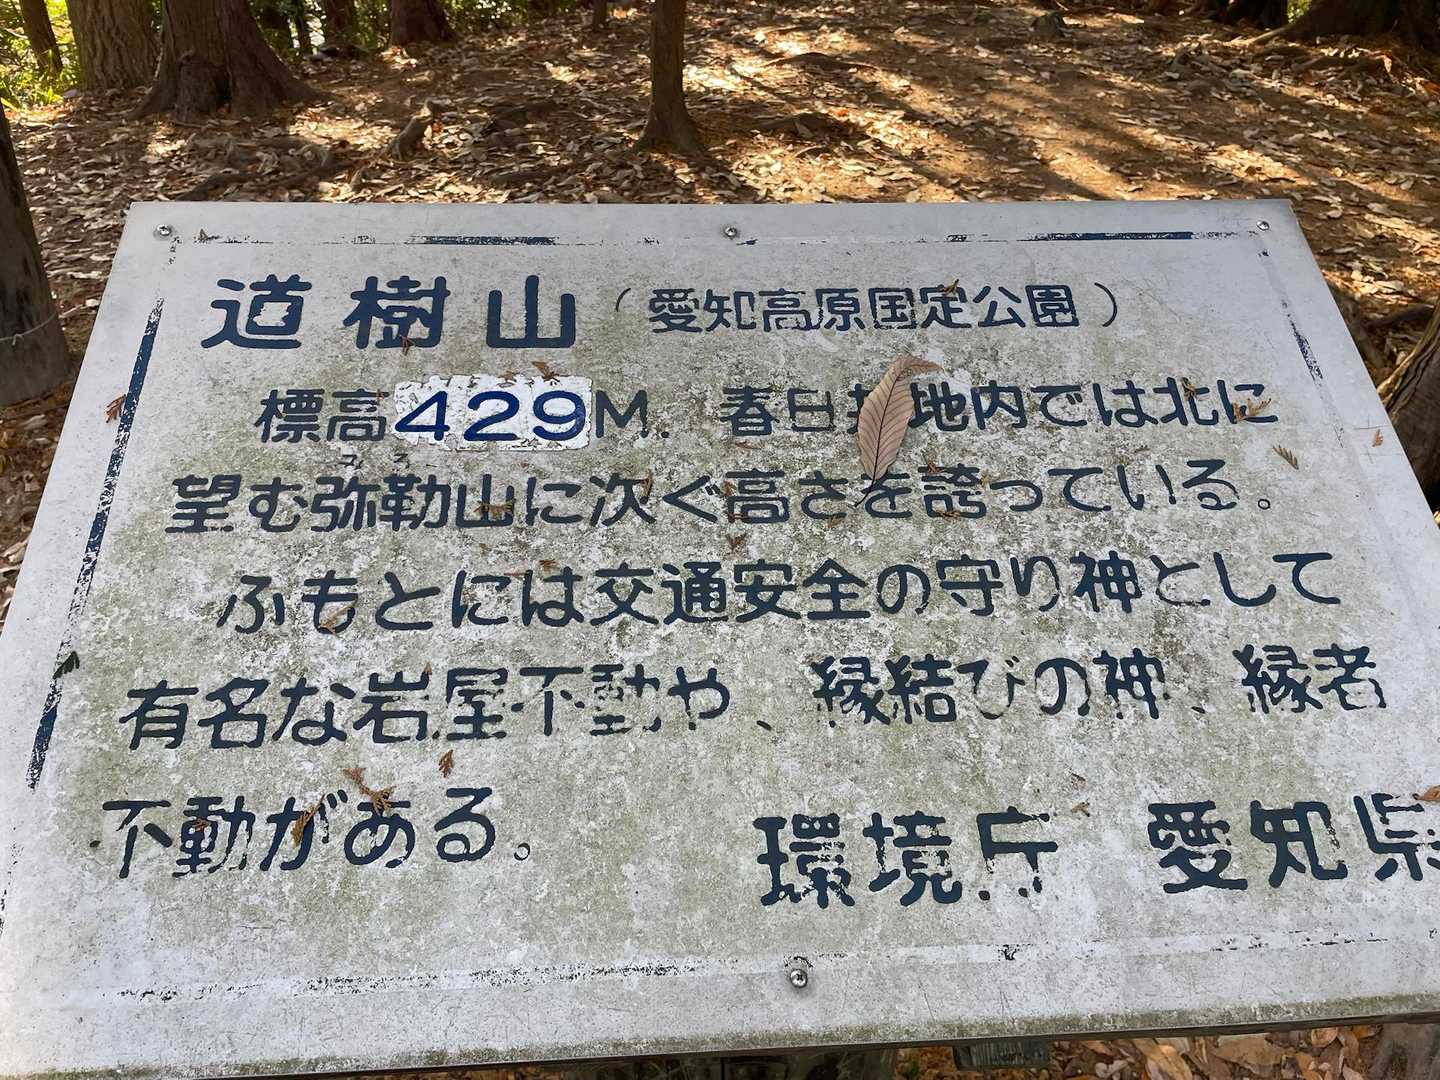 道樹山（愛知高原国定公園）
標高429M．春日井地内では北に
望む弥勒山に次ぐ高さを誇っている。
ふもとには交通安全の守り神として
有名な岩屋不動や、縁結びの神、縁者
不動がある。 環境庁 愛知県